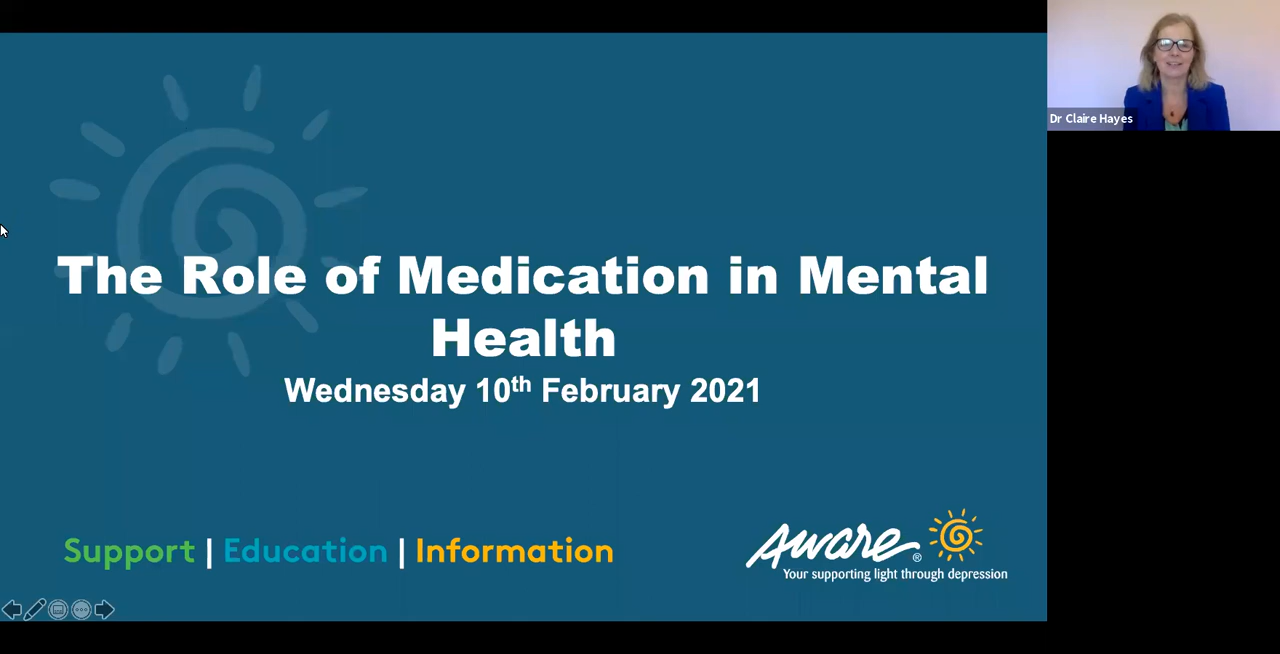 Dr Claire Hayes
The Role of Medication in Mental
Health
Wednesday 10th February 2021
Support | Education | Information
Aware®
Your supporting light through depression